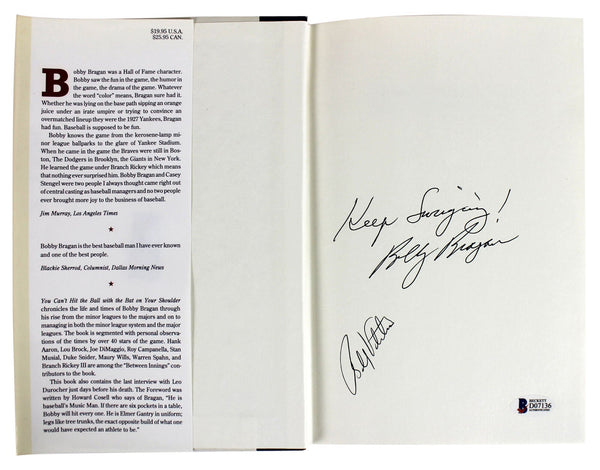 $19.95 U.S.A.
$25.95 CAN.
Bobby Bragan was a Hall of Fame character.
Bobby saw the fun in the game, the humor in
the game, the drama of the game. Whatever
the word "color" means, Bragan sure had it.
Whether he was lying on the base path sipping an orange
juice under an irate umpire or trying to convince an
overmatched lineup they were the 1927 Yankees, Bragan
had fun. Baseball is supposed to be fun.
Bobby knows the game from the kerosene-lamp mi-
nor league ballparks to the glare of Yankee Stadium.
When he came in the game the Braves were still in Bos-
ton, The Dodgers in Brooklyn, the Giants in New York.
He learned the game under Branch Rickey which means
that nothing ever surprised him. Bobby Bragan and Casey
Stengel were two people I always thought came right out
of central casting as baseball managers and no two people
ever brought more joy to the business of baseball.
Jim Murray, Los Angeles Times
Bobby Bragan is the best baseball man I have ever known
and one of the best people.
Blackie Sherrod, Columnist, Dallas Morning News
You Can't Hit the Ball with the Bat on Your Shoulder
chronicles the life and times of Bobby Bragan through
his rise from the minor leagues to the majors and on to
managing in both the minor league system and the major
leagues. The book is segmented with personal observa-
tions of the times by over 40 stars of the game. Hank
Aaron, Lou Brock, Joe DiMaggio, Roy Campanella, Stan
Musial, Duke Snider, Maury Wills, Warren Spahn, and
Branch Rickey III are among the "Between Innings" con-
tributors to the book.
This book also contains the last interview with Leo
Durocher just days before his death. The Foreword was
written by Howard Cosell who says of Bragan, "He is
baseball's Music Man. If there are six pockets in a table,
Bobby will hit every one. He is Elmer Gantry in uniform;
legs like tree trunks, the exact opposite build of what one
would have expected an athlete to be."
Keep Swinging!
Bobby Bragan
BECKETT
D07136